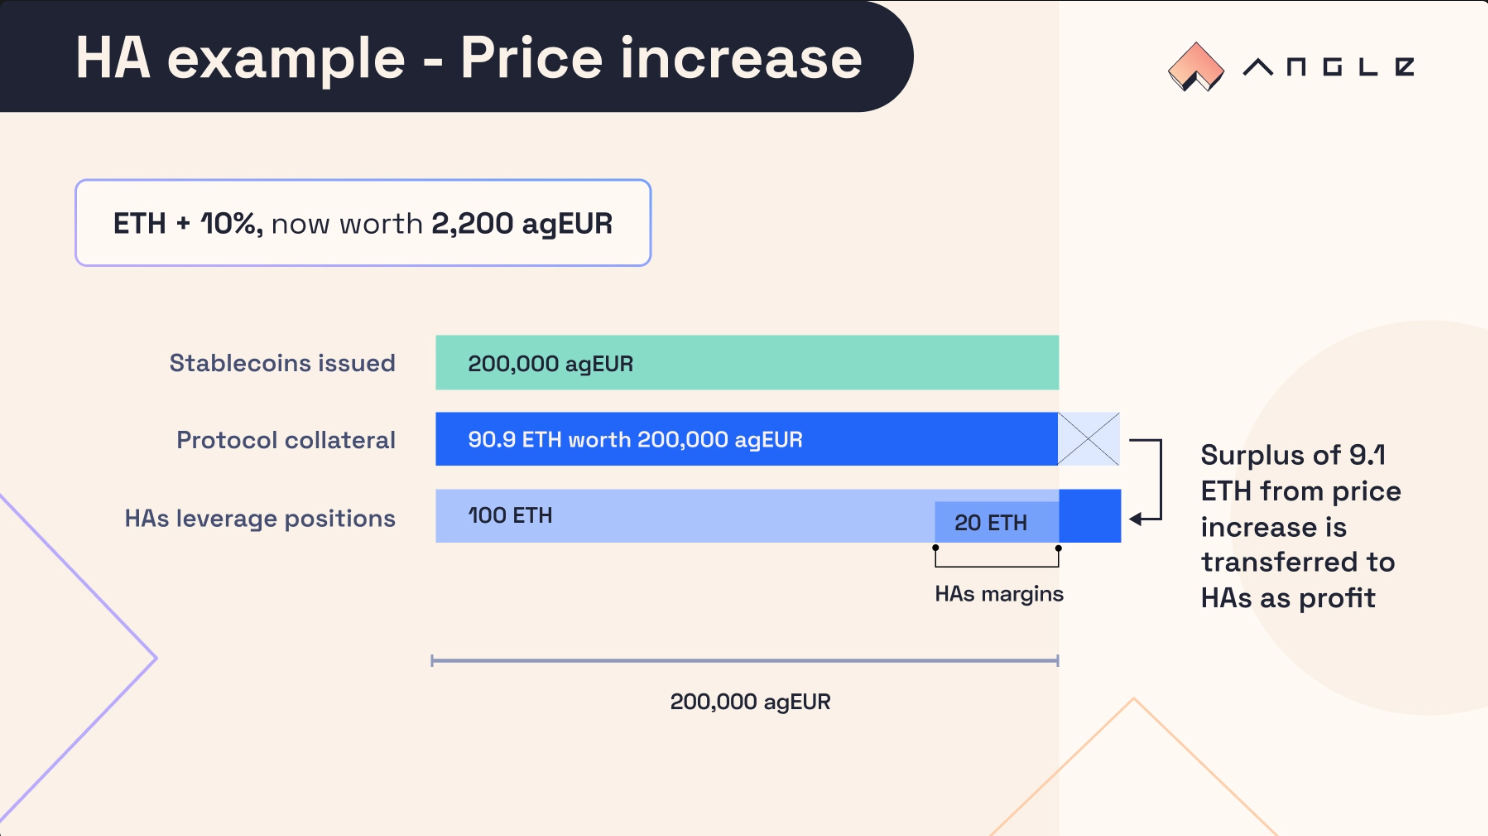 HA example - Price increase
ANGLE
ETH + 10%, now worth 2,200 agEUR
Stablecoins issued
200,000 agEUR
Protocol collateral
90.9 ETH worth 200,000 agEUR
HAs leverage positions
100 ETH
20 ETH
HAs margins
Surplus of 9.1
ETH from price
increase is
transferred to
HAs as profit
200,000 agEUR